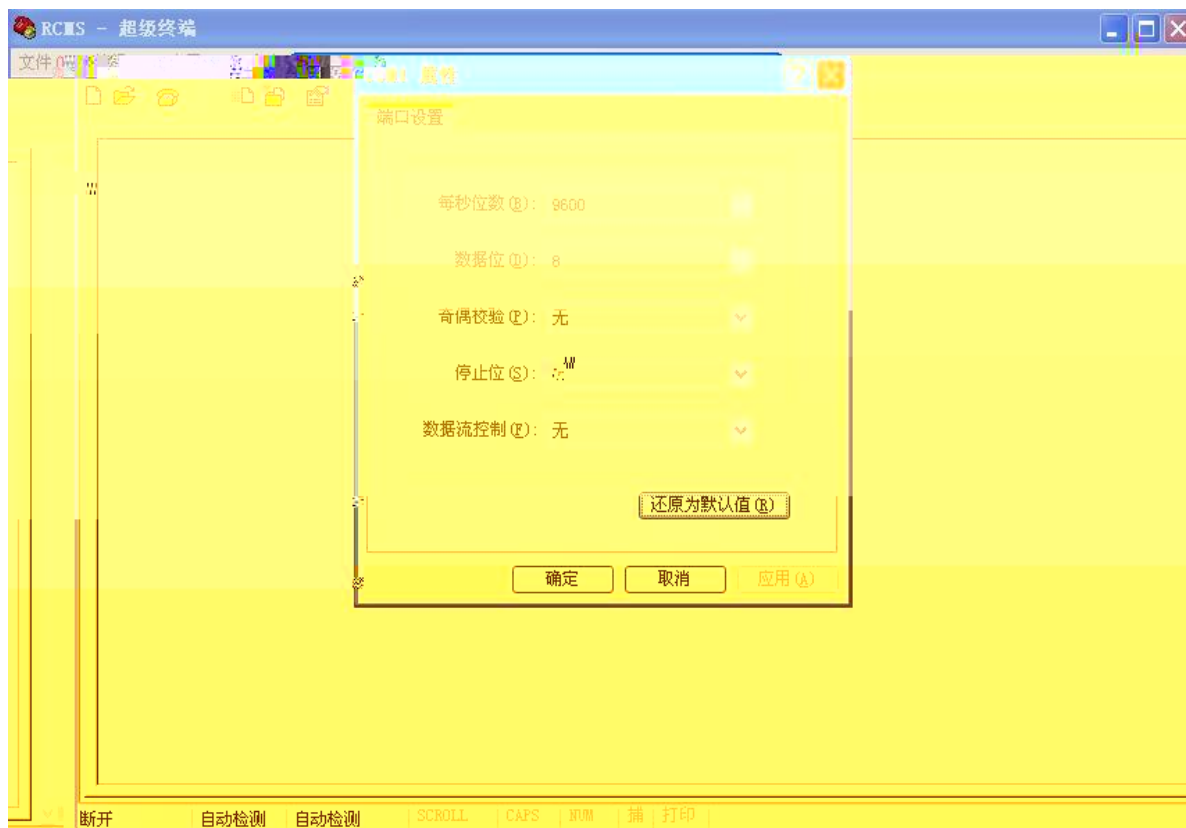 RCMS - 超级终端
文件
属性
端口设置
每秒位数(B): 9600
数据位(D): 8
奇偶校验(P): 无
停止位(S):
数据流控制(F): 无
还原为默认值(R)
确定 取消 应用(A)
断开 自动检测 自动检测 SCROLL CAPS NUM 捕 打印